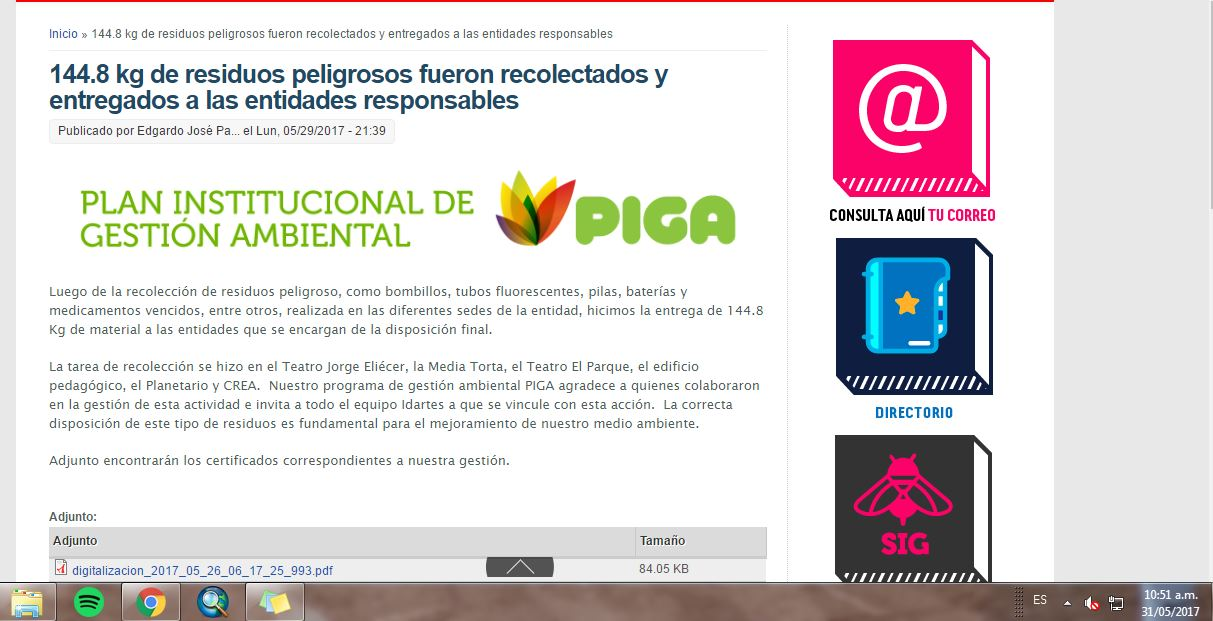 Inicio » 144.8 kg de residuos peligrosos fueron recolectados y entregados a las entidades responsables
144.8 kg de residuos peligrosos fueron recolectados y
entregados a las entidades responsables
Publicado por Edgardo José Pa... el Lun, 05/29/2017 - 21:39
PLAN INSTITUCIONAL DE
GESTIÓN AMBIENTAL
PIGA
Luego de la recolección de residuos peligroso, como bombillos, tubos fluorescentes, pilas, baterías y
medicamentos vencidos, entre otros, realizada en las diferentes sedes de la entidad, hicimos la entrega de 144.8
Kg de material a las entidades que se encargan de la disposición final.
La tarea de recolección se hizo en el Teatro Jorge Eliécer, la Media Torta, el Teatro El Parque, el edificio
pedagógico, el Planetario y CREA.  Nuestro programa de gestión ambiental PIGA agradece a quienes colaboraron
en la gestión de esta actividad e invita a todo el equipo Idartes a que se vincule con esta acción.  La correcta
disposición de este tipo de residuos es fundamental para el mejoramiento de nuestro medio ambiente.
Adjunto encontrarán los certificados correspondientes a nuestra gestión.
Adjunto:
Adjunto Tamaño
digitalizacion_2017_05_26_06_17_25_993.pdf 84.05 KB
@
CONSULTA AQUÍ TU CORREO
DIRECTORIO
SIG
ES
10:51 a.m.
31/05/2017